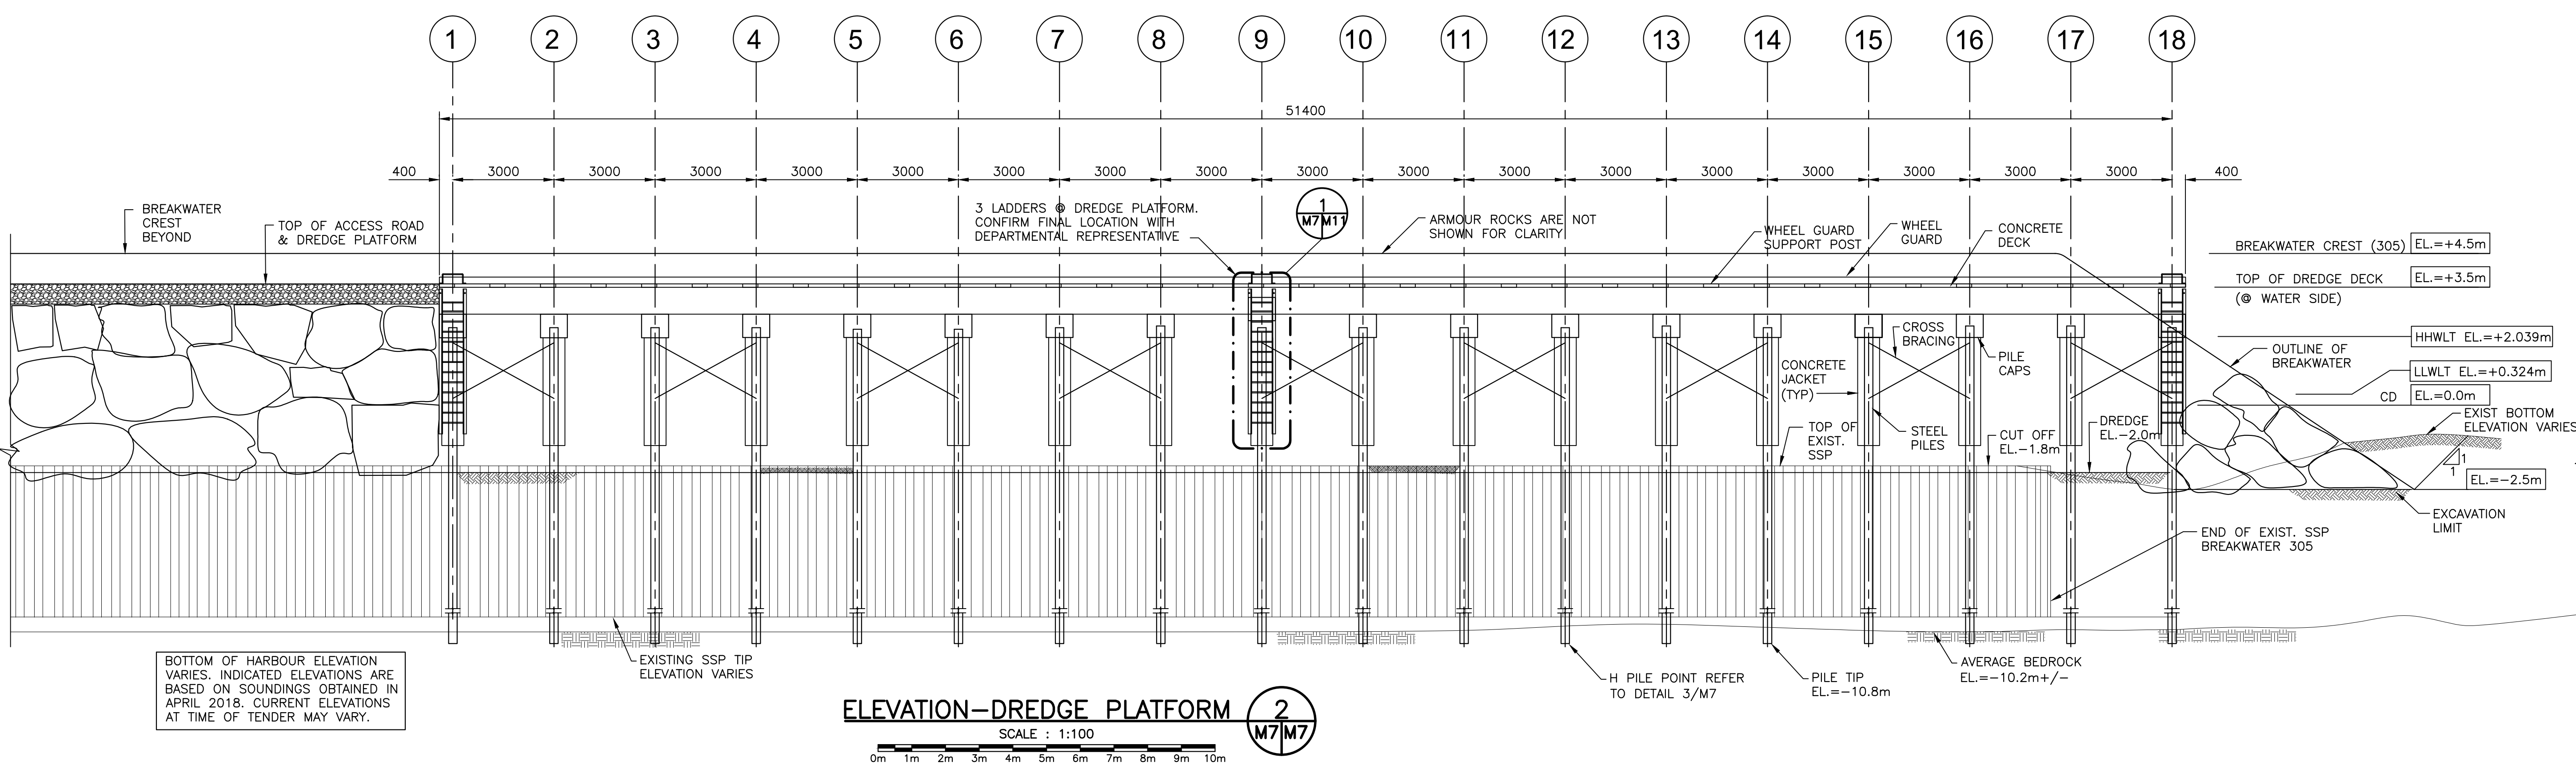 1 2 3 4 5 6 7 8 9 10 11 12 13 14 15 16 17 18
51400
400 3000 3000 3000 3000 3000 3000 3000 3000 3000 3000 3000 3000 3000 3000 3000 3000 3000 400
BREAKWATER
CREST
BEYOND
TOP OF ACCESS ROAD
& DREDGE PLATFORM
3 LADDERS @ DREDGE PLATFORM.
CONFIRM FINAL LOCATION WITH
DEPARTMENTAL REPRESENTATIVE
1
M7 M11
ARMOUR ROCKS ARE NOT
SHOWN FOR CLARITY
WHEEL GUARD
SUPPORT POST
WHEEL
GUARD
CONCRETE
DECK
BREAKWATER CREST (305) EL.=+4.5m
TOP OF DREDGE DECK EL.=+3.5m
(@ WATER SIDE)
HHWLT EL.=+2.039m
OUTLINE OF
BREAKWATER
LLWLT EL.=+0.324m
CD EL.=0.0m
CROSS
BRACING
PILE
CAPS
CONCRETE
JACKET
(TYP)
STEEL
PILES
TOP OF
EXIST.
SSP
CUT OFF
EL.-1.8m
DREDGE
EL.-2.0m
EXIST BOTTOM
ELEVATION VARIES
1
1
EL.=-2.5m
EXCAVATION
LIMIT
END OF EXIST. SSP
BREAKWATER 305
BOTTOM OF HARBOUR ELEVATION
VARIES. INDICATED ELEVATIONS ARE
BASED ON SOUNDINGS OBTAINED IN
APRIL 2018. CURRENT ELEVATIONS
AT TIME OF TENDER MAY VARY.
EXISTING SSP TIP
ELEVATION VARIES
H PILE POINT REFER
TO DETAIL 3/M7
PILE TIP
EL.=-10.8m
AVERAGE BEDROCK
EL.=-10.2m+/-
ELEVATION-DREDGE PLATFORM
2
M7 M7
SCALE : 1:100
0m 1m 2m 3m 4m 5m 6m 7m 8m 9m 10m